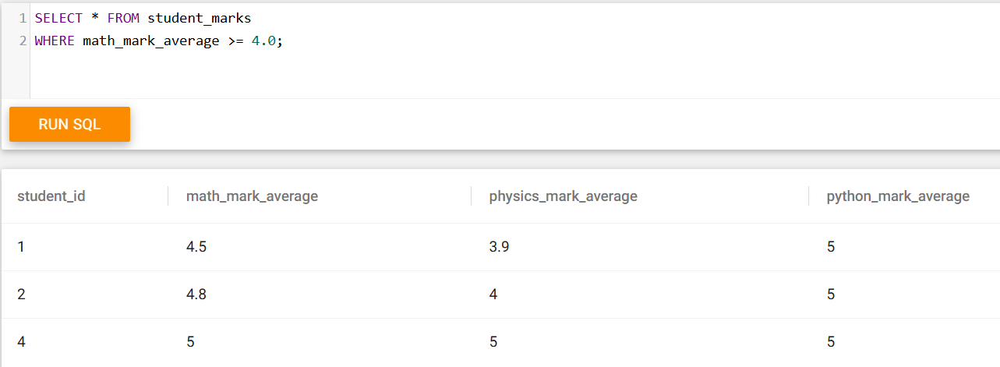 1 SELECT * FROM student_marks
2 WHERE math_mark_average >= 4.0;
RUN SQL
student_id math_mark_average physics_mark_average python_mark_average
1 4.5 3.9 5
2 4.8 4 5
4 5 5 5